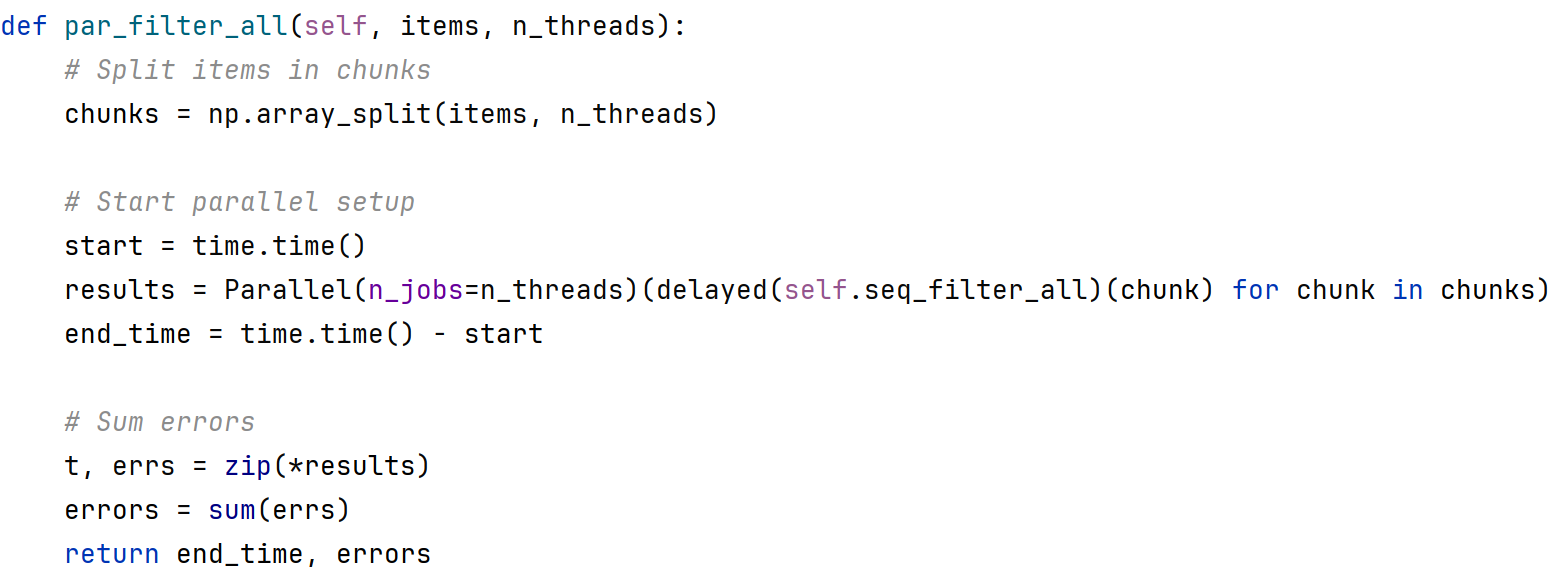 def par_filter_all(self, items, n_threads):
    # Split items in chunks
    chunks = np.array_split(items, n_threads)

    # Start parallel setup
    start = time.time()
    results = Parallel(n_jobs=n_threads)(delayed(self.seq_filter_all)(chunk) for chunk in chunks)
    end_time = time.time() - start

    # Sum errors
    t, errs = zip(*results)
    errors = sum(errs)
    return end_time, errors